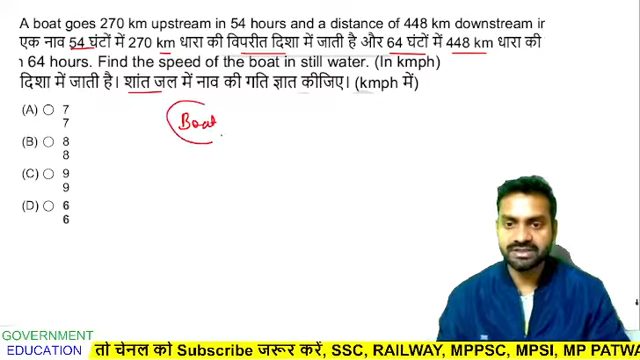 A boat goes 270 km upstream in 54 hours and a distance of 448 km downstream ir
एक नाव 54 घंटों में 270 km धारा की विपरीत दिशा में जाती है और 64 घंटों में 448 km धारा की
n 64 hours. Find the speed of the boat in still water. (In kmph)
दिशा में जाती है। शांत जल में नाव की गति ज्ञात कीजिए। (kmph में)
(A) 7
7
(B) 8
8
(C) 9
9
(D) 6
6
Boat
GOVERNMENT
EDUCATION
तो चेनल को Subscribe जरूर करें, SSC, RAILWAY, MPPSC, MPSI, MP PATWA